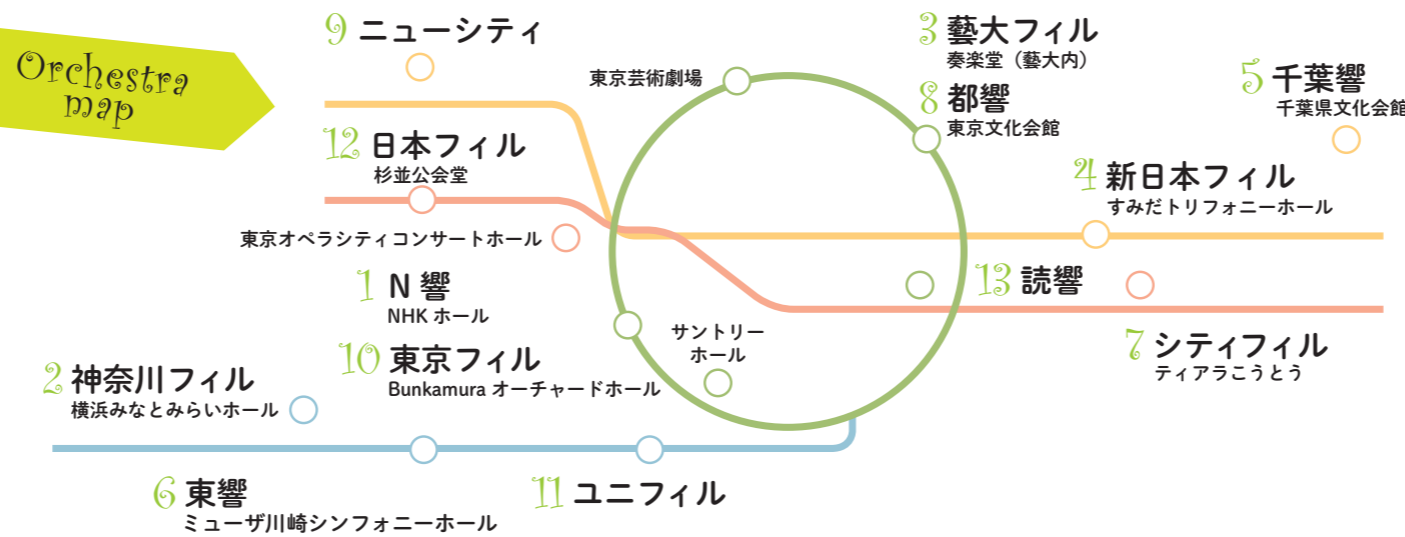 Orchestra
map
9 ニューシティ
12 日本フィル
杉並公会堂
東京オペラシティコンサートホール
1 N 響
NHK ホール
10 東京フィル
Bunkamura オーチャードホール
2 神奈川フィル
横浜みなとみらいホール
6 東響
ミューザ川崎シンフォニーホール
11 ユニフィル
東京芸術劇場
サントリー
ホール
3 藝大フィル
奏楽堂（藝大内）
8 都響
東京文化会館
5 千葉響
千葉県文化会館
4 新日本フィル
すみだトリフォニーホール
13 読響
7 シティフィル
ティアラこうとう